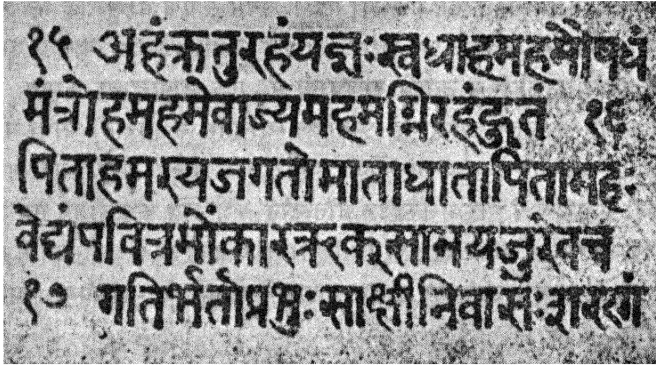 १५ अहंक्रतुरहंयज्ञःस्वधाहमहमौषधं
मंत्रोहमहमेवाज्यमहमग्निरहंहुतं १६
पिताहमस्यजगतोमाताधातापितामहः
वेद्यंपवित्रमोंकारऋक्सामयजुरेवच
१७ गतिर्भर्ताप्रभुःसाक्षीनिवासःशरणं